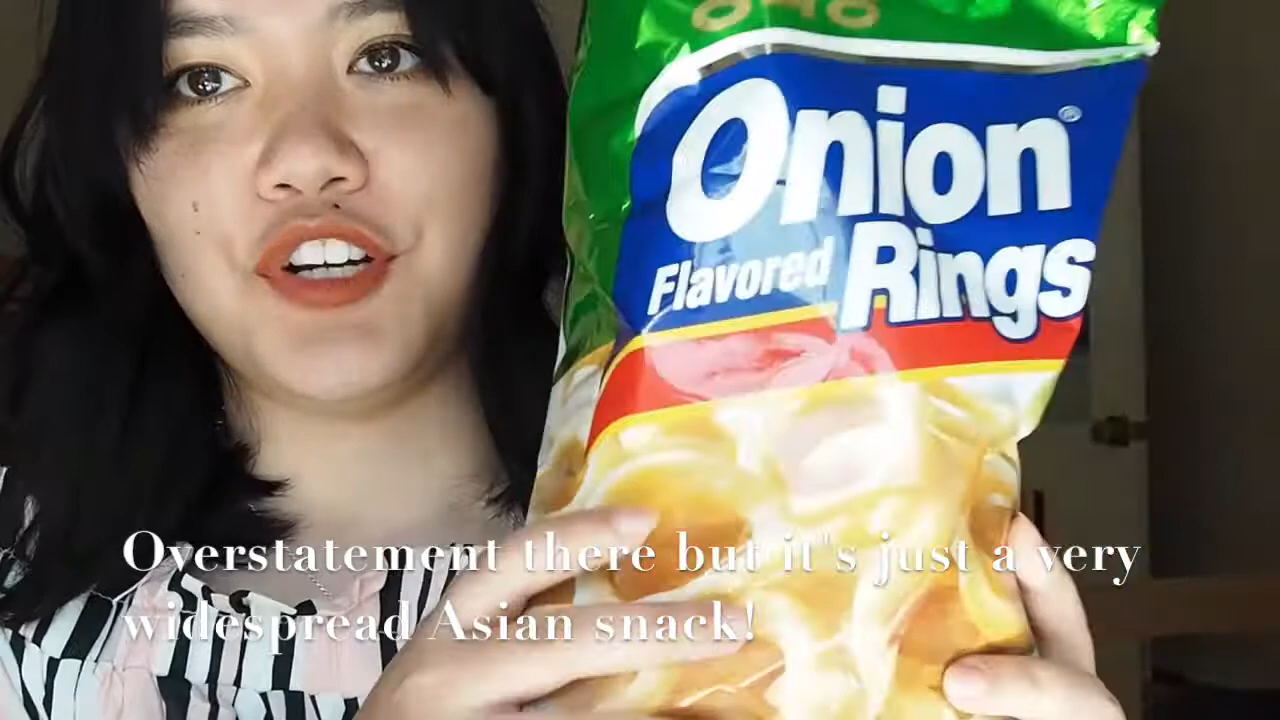 Onion®
Flavored Rings
Overstatement there but it's just a very
widespread Asian snack!